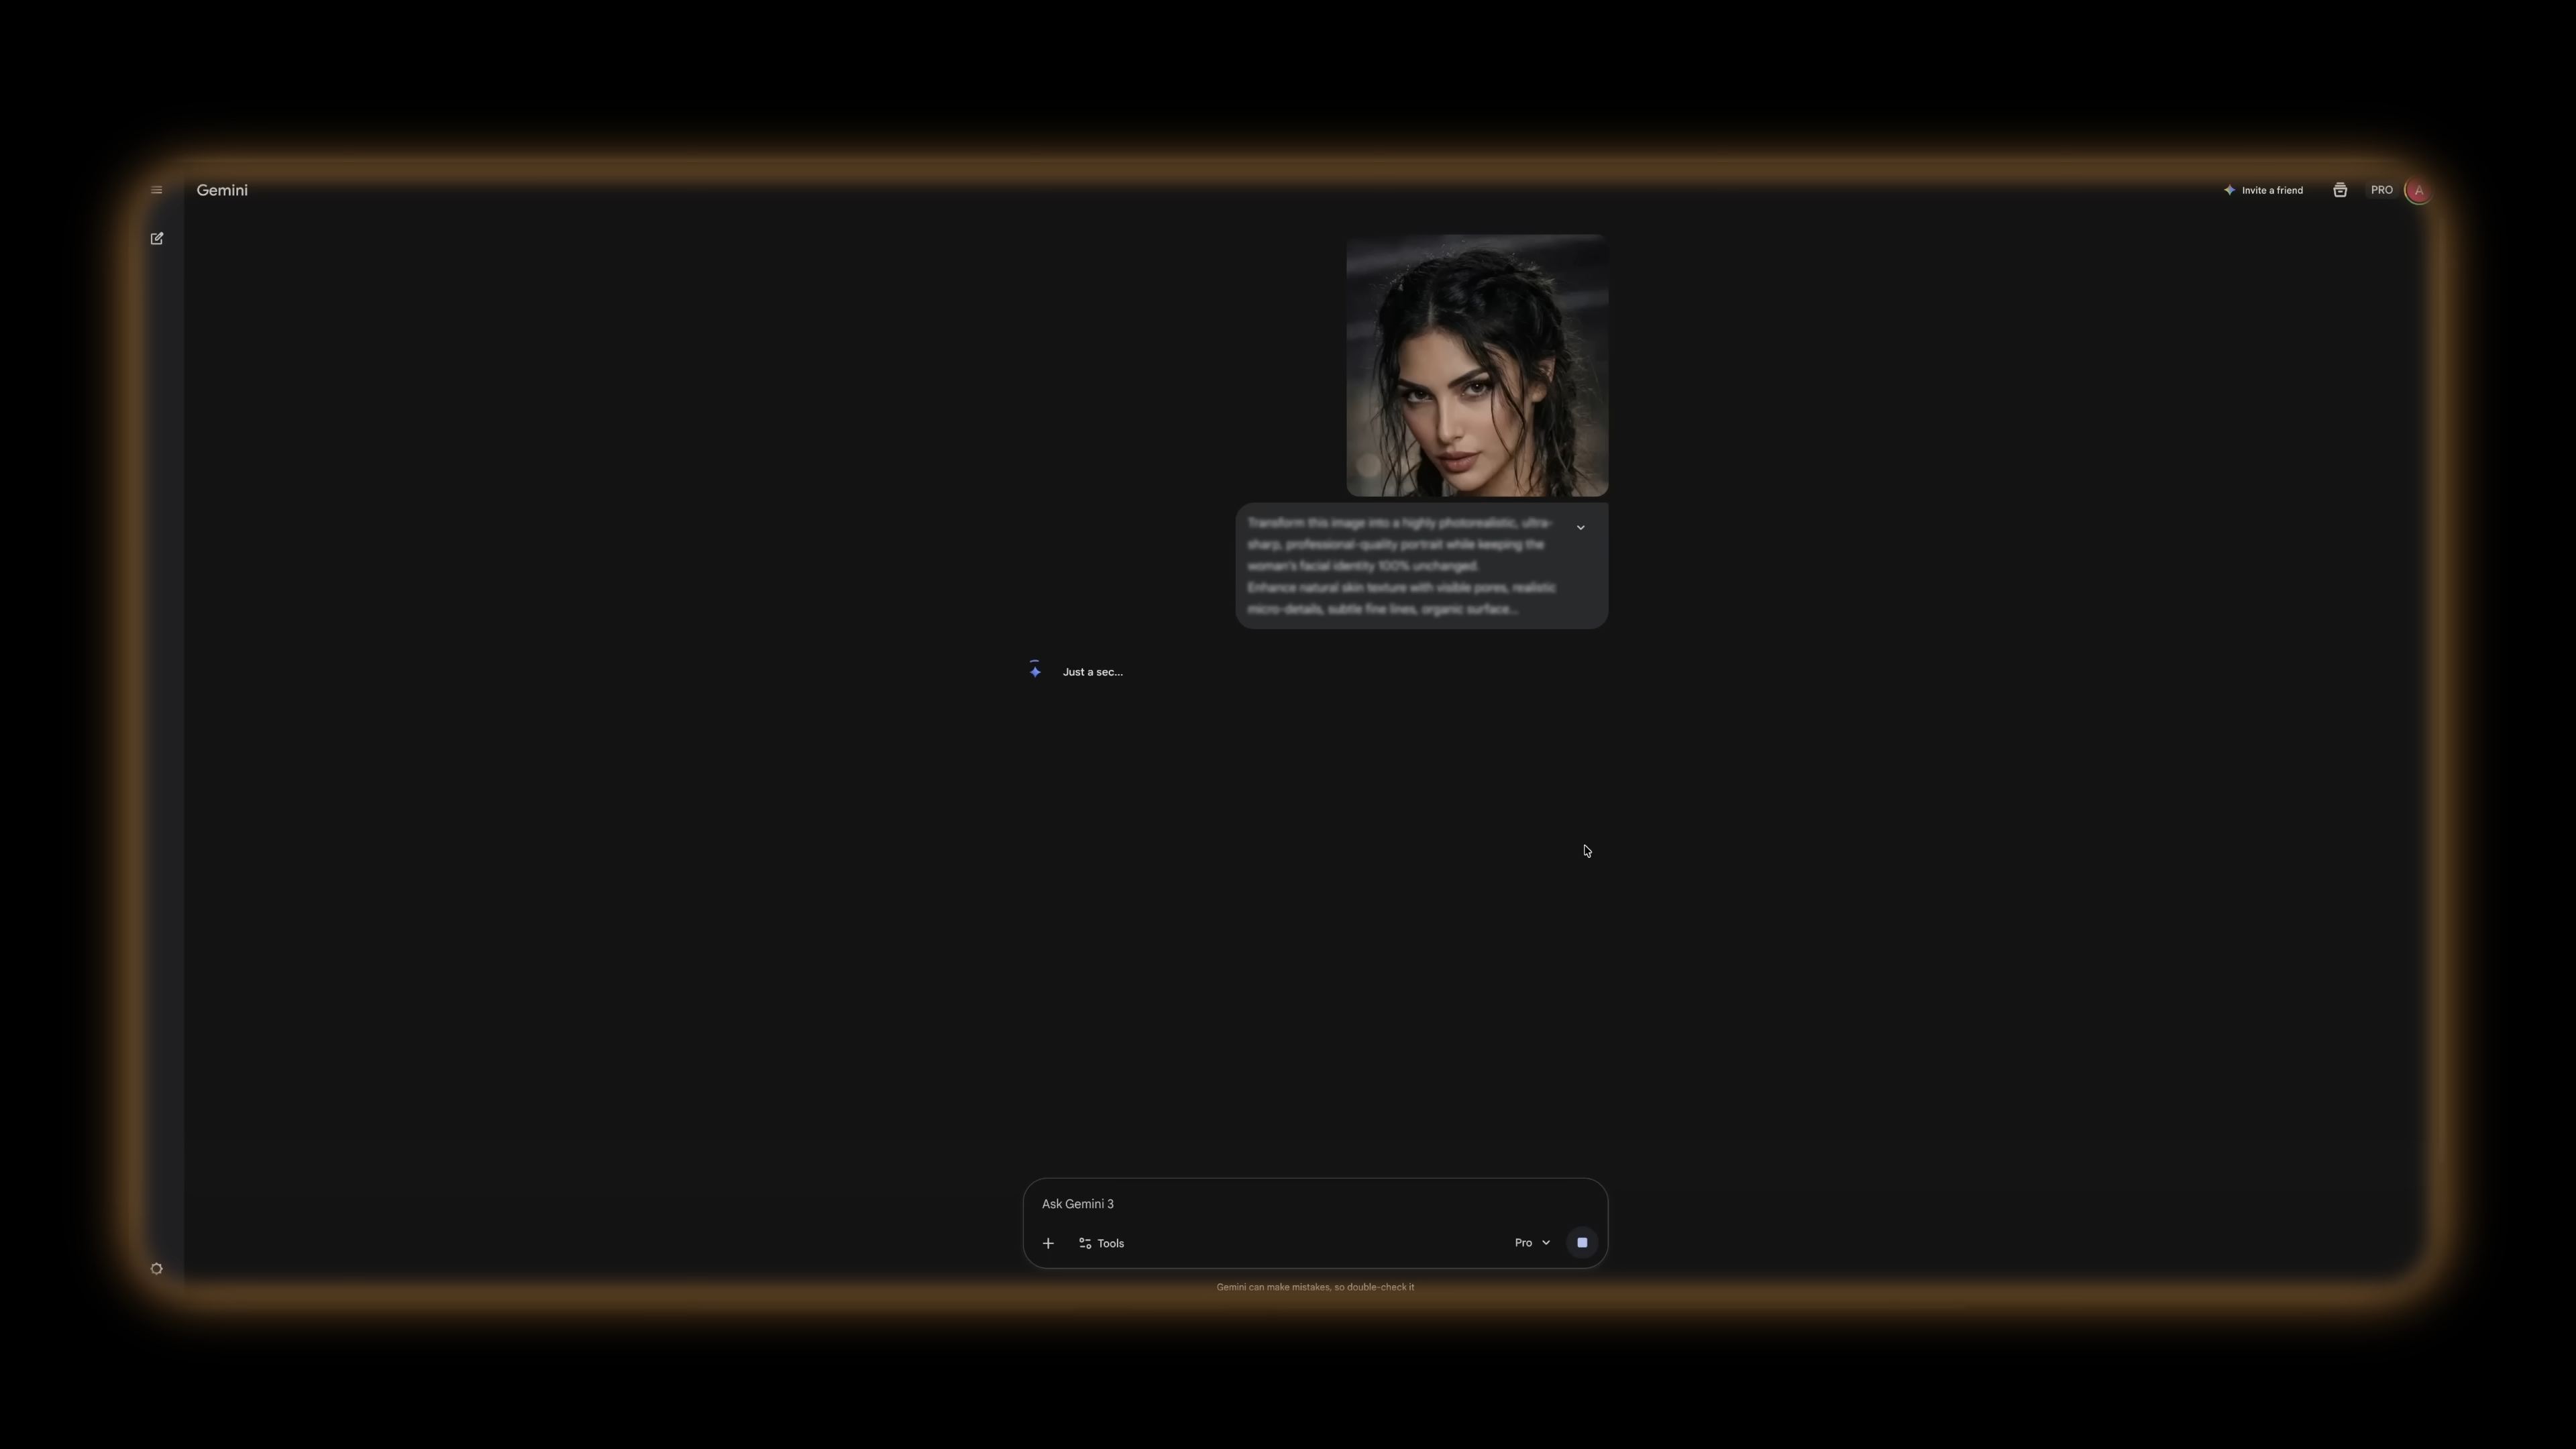 Gemini
Invite a friend
PRO
A
Transform this image into a highly photorealistic, ultra-
sharp, professional-quality portrait while keeping the
woman's facial identity 100% unchanged.
Enhance natural skin texture with visible pores, realistic
micro-details, subtle fine lines, organic surface...
Just a sec...
Ask Gemini 3
Tools
Pro
Gemini can make mistakes, so double-check it